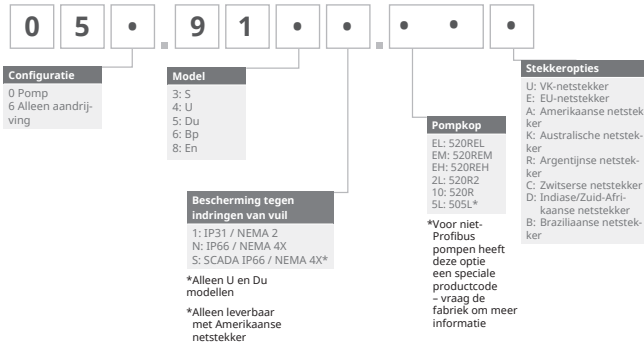 0 5 • . 9 1 • • . • • •
Configuratie
0 Pomp
6 Alleen aandrij-
ving
Model
3: S
4: U
5: Du
6: Bp
8: En
Bescherming tegen
indringen van vuil
1: IP31 / NEMA 2
N: IP66 / NEMA 4X
S: SCADA IP66 / NEMA 4X*
*Alleen U en Du
modellen
*Alleen leverbaar
met Amerikaanse
netstekker
Pompkop
EL: 520REL
EM: 520REM
EH: 520REH
2L: 520R2
10: 520R
5L: 505L*
*Voor niet-
Profibus
pompen heeft
deze optie
een speciale
productcode
– vraag de
fabriek om meer
informatie
Stekkeropties
U: VK-netstekker
E: EU-netstekker
A: Amerikaanse netstek-
ker
K: Australische netstek-
ker
R: Argentijnse netstek-
ker
C: Zwitserse netstekker
D: Indiase/Zuid-Afri-
kaanse netstekker
B: Braziliaanse netstek-
ker